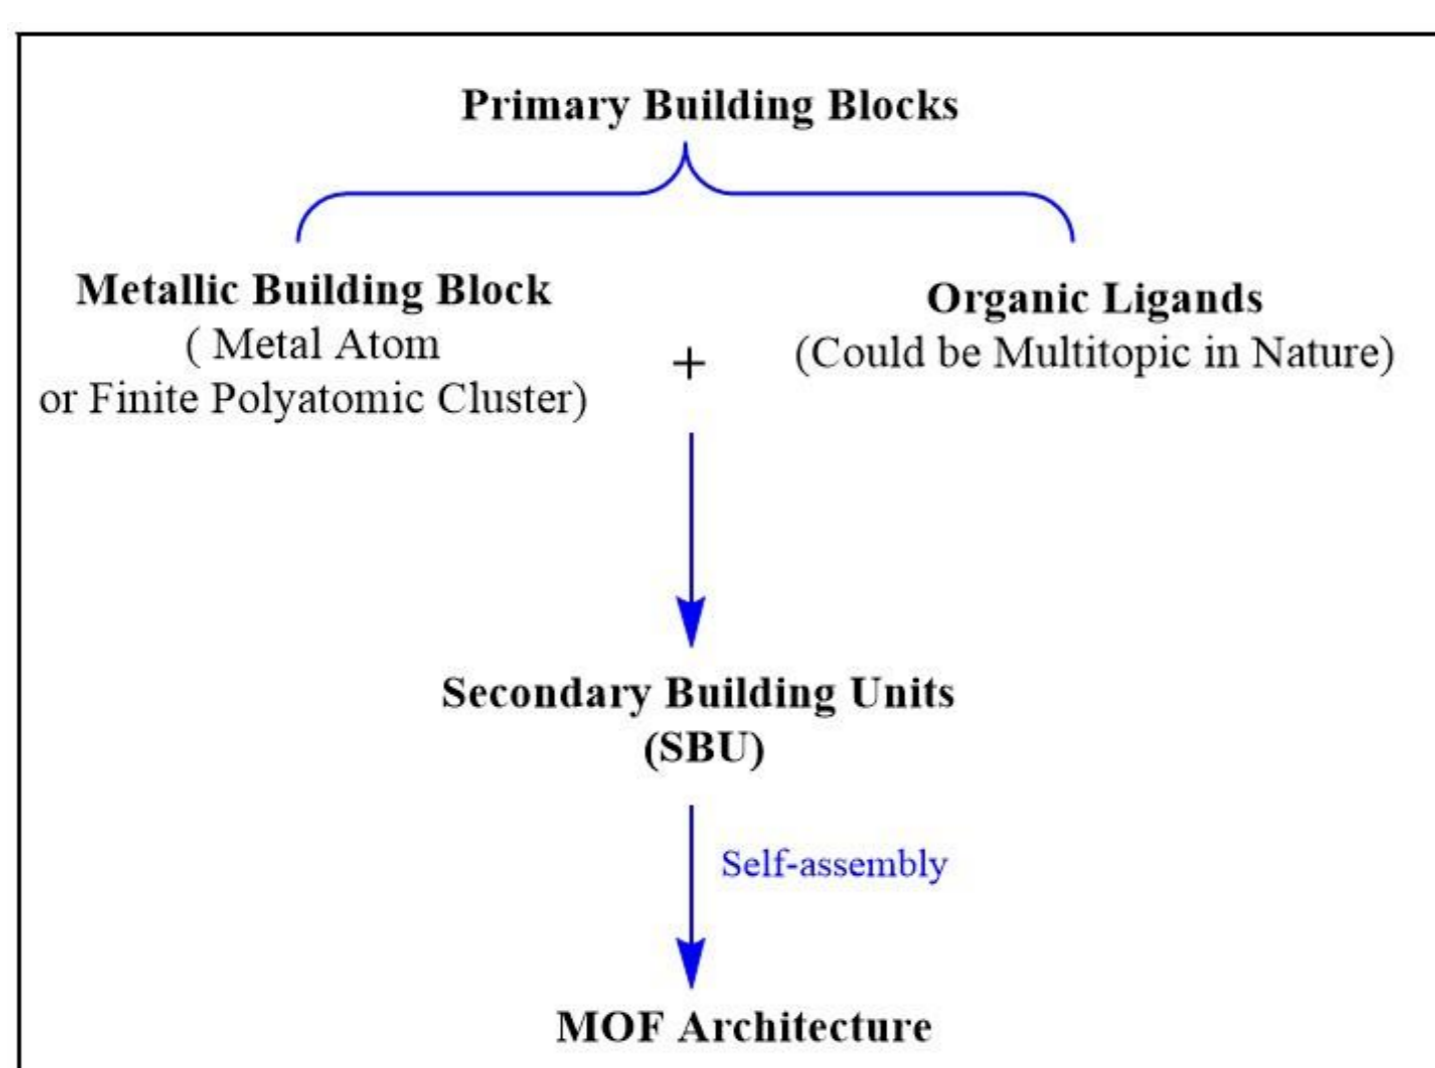 Primary Building Blocks
Metallic Building Block
( Metal Atom
or Finite Polyatomic Cluster)
+
Organic Ligands
(Could be Multitopic in Nature)
Secondary Building Units
(SBU)
Self-assembly
MOF Architecture